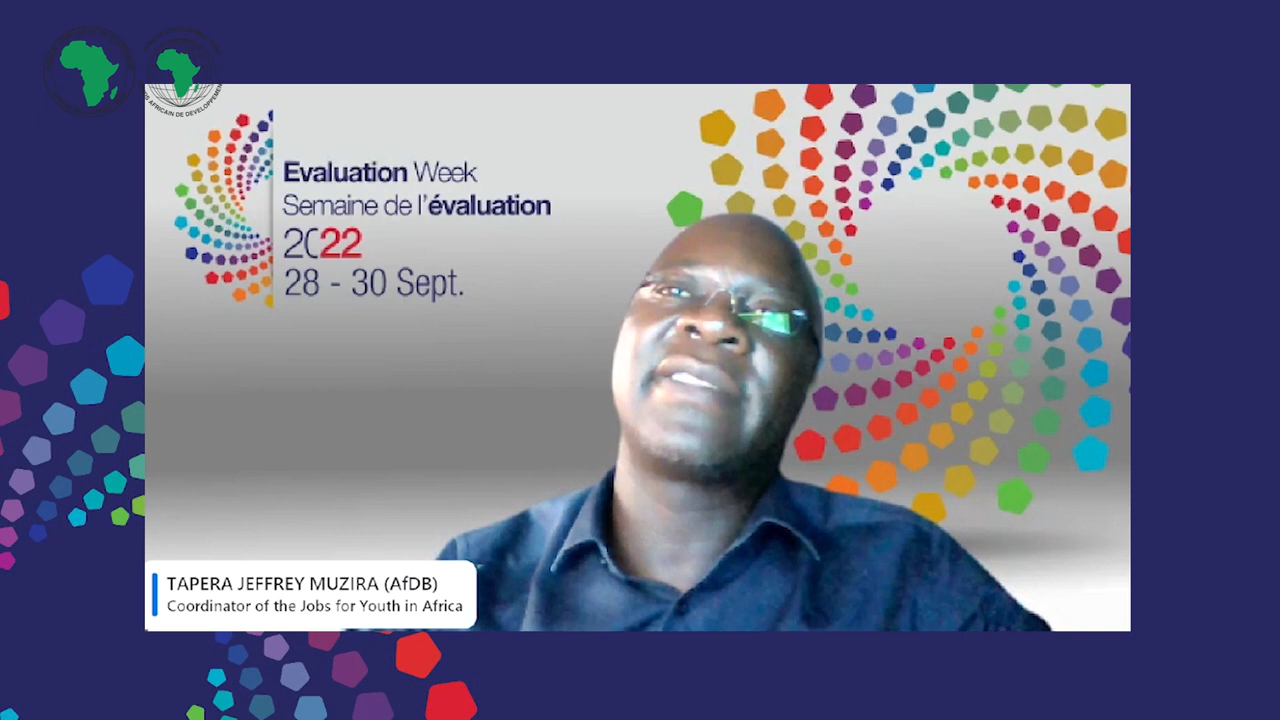 Evaluation Week
Semaine de l'évaluation
2022
28 - 30 Sept.
TAPERA JEFFREY MUZIRA (AfDB)
Coordinator of the Jobs for Youth in Africa